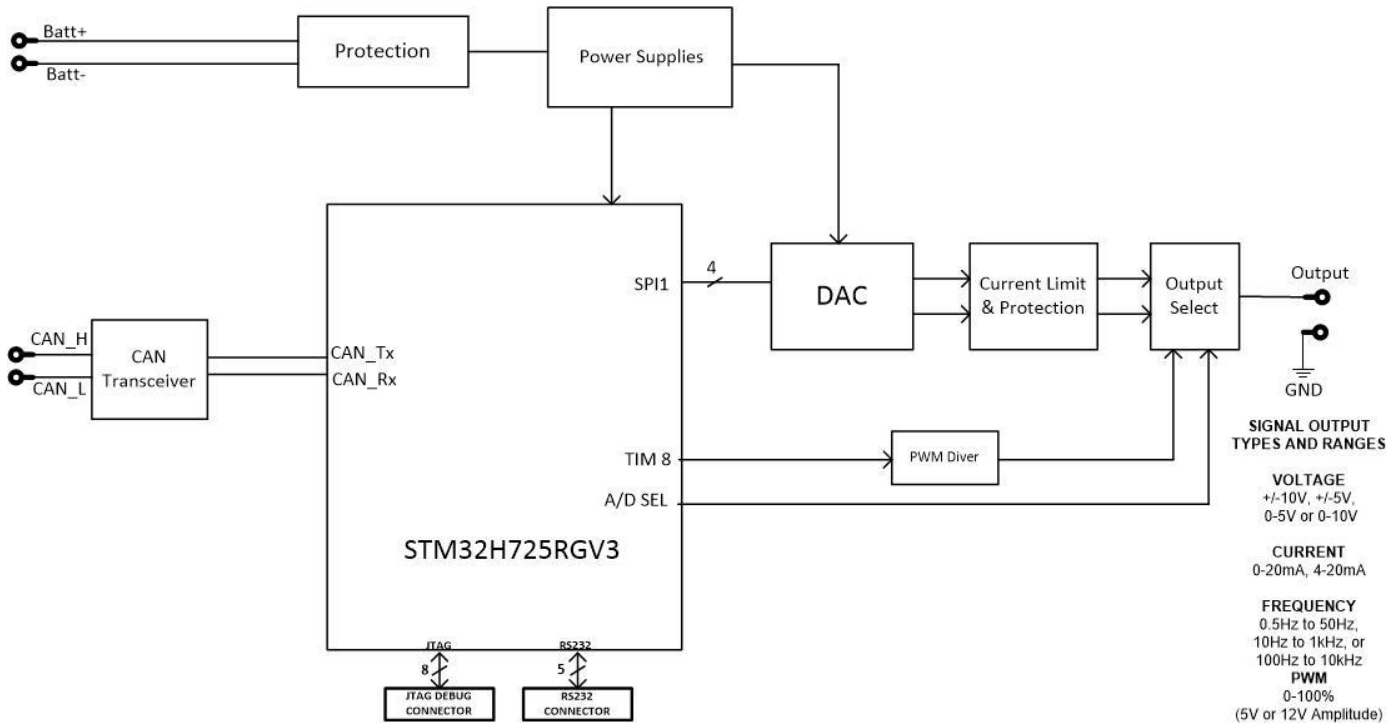 Batt+
Batt-
Protection
Power Supplies
SPI1
4
DAC
Current Limit
& Protection
Output
Select
Output
GND
CAN_H
CAN_L
CAN
Transceiver
CAN_Tx
CAN_Rx
TIM 8
PWM Diver
A/D SEL
STM32H725RGV3
JTAG
RS232
8
5
JTAG DEBUG
CONNECTOR
RS232
CONNECTOR
SIGNAL OUTPUT
TYPES AND RANGES
VOLTAGE
+/-10V, +/-5V,
0-5V or 0-10V
CURRENT
0-20mA, 4-20mA
FREQUENCY
0.5Hz to 50Hz,
10Hz to 1kHz, or
100Hz to 10kHz
PWM
0-100%
(5V or 12V Amplitude)